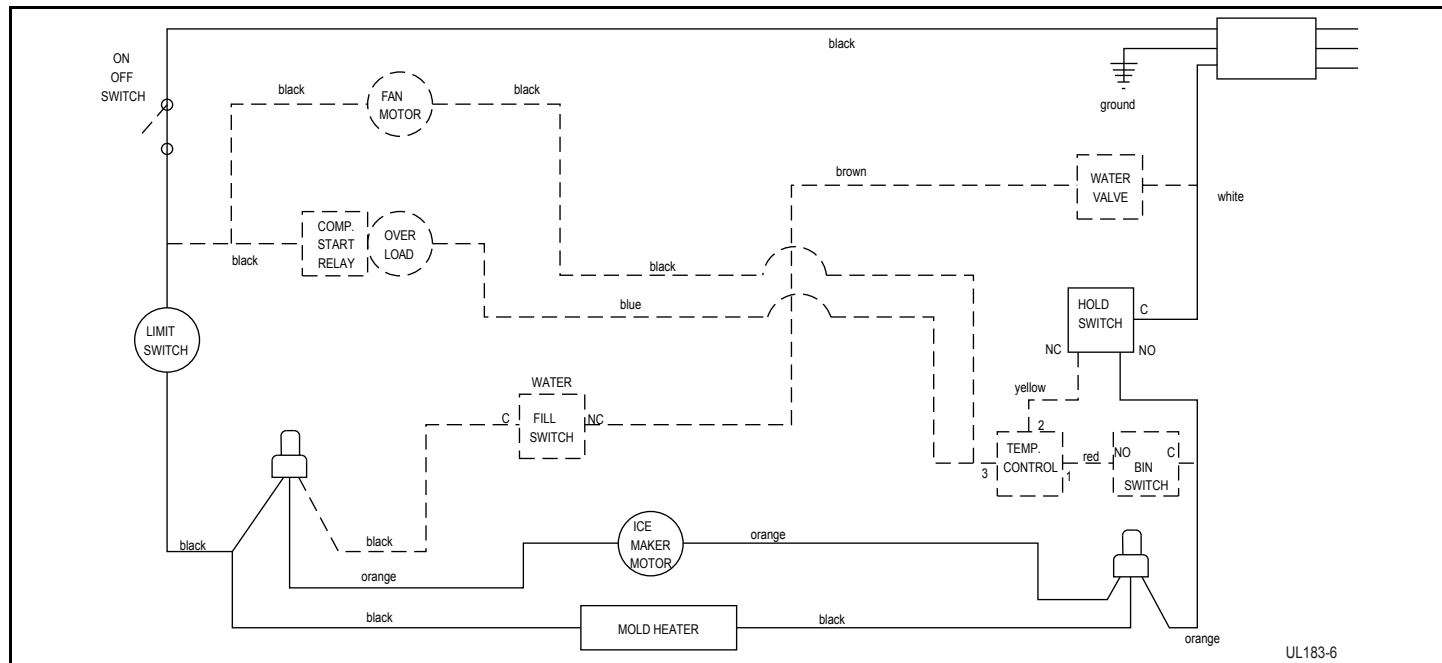 black
ON
OFF
SWITCH
black
FAN
MOTOR
black
ground
brown
WATER
VALVE
white
COMP.
START
RELAY
OVER
LOAD
black
black
blue
HOLD
SWITCH
C
NC
NO
LIMIT
SWITCH
yellow
WATER
C
FILL
SWITCH
NC
2
TEMP.
CONTROL
3
1
red
NO
C
BIN
SWITCH
black
black
ICE
MAKER
MOTOR
orange
orange
black
MOLD HEATER
black
orange
UL183-6